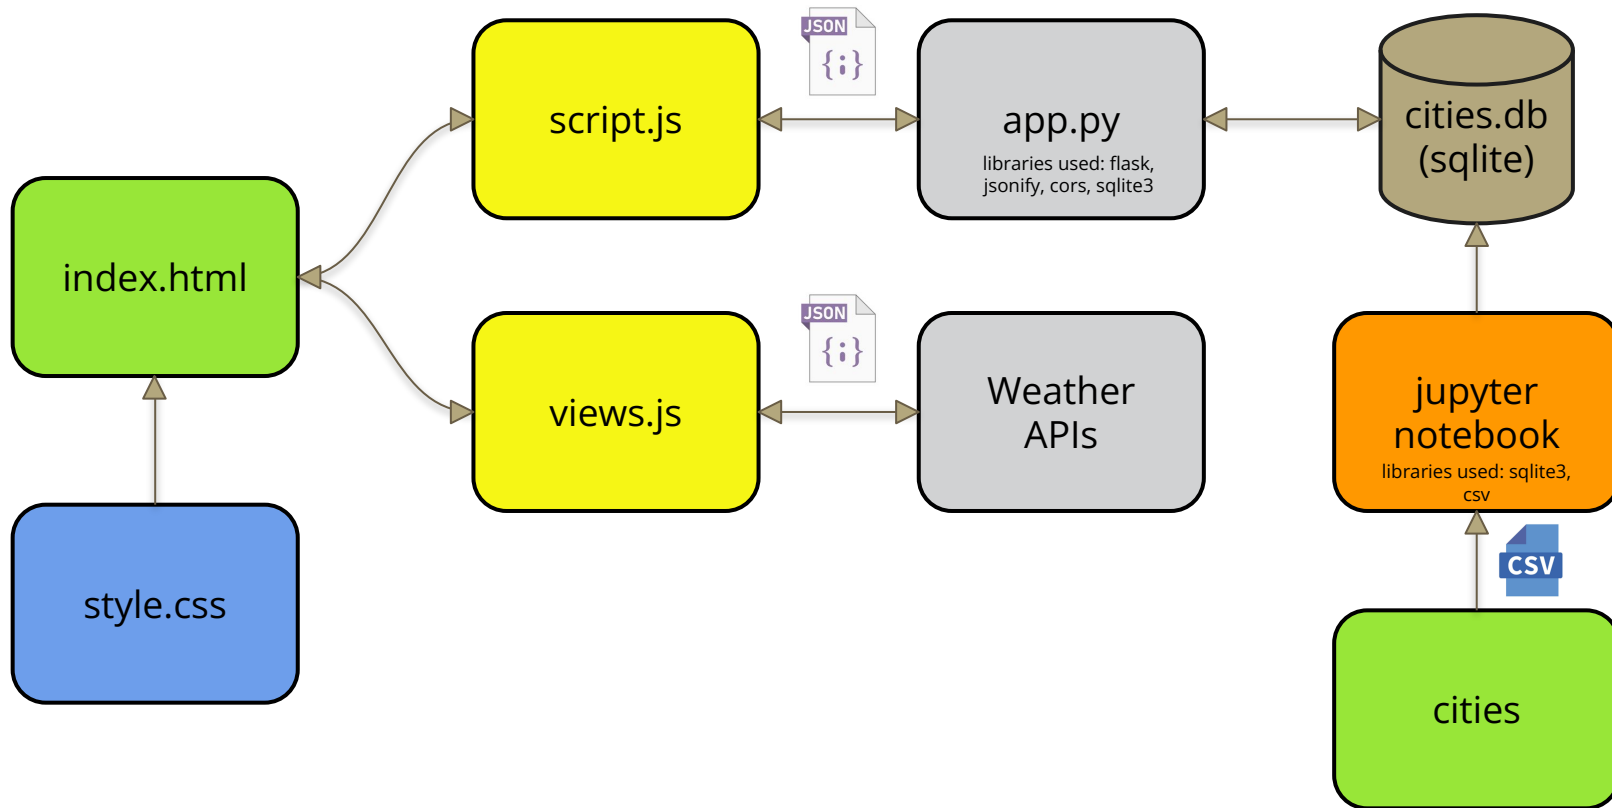 JSON
{;}
script.js
app.py
libraries used: flask,
jsonify, cors, sqlite3
cities.db
(sqlite)
index.html
JSON
{;}
views.js
Weather
APIs
jupyter
notebook
libraries used: sqlite3,
csv
CSV
style.css
cities